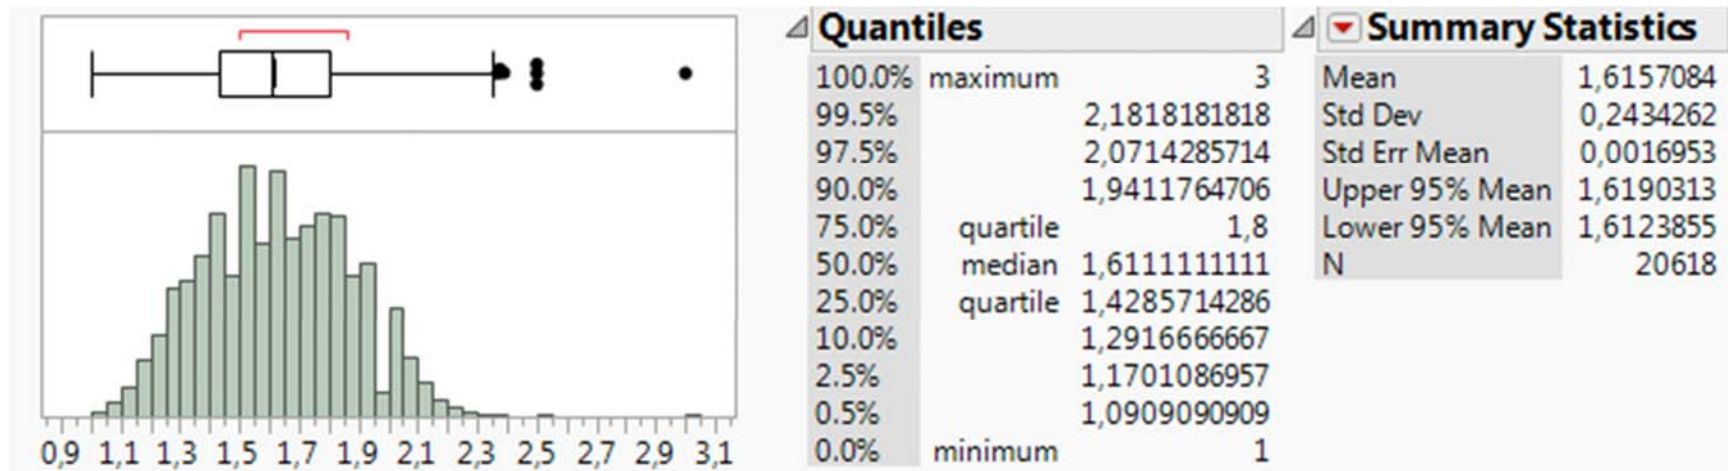 Quantiles
100.0% maximum 3
99.5% 2,1818181818
97.5% 2,0714285714
90.0% 1,9411764706
75.0% quartile 1,8
50.0% median 1,6111111111
25.0% quartile 1,4285714286
10.0% 1,2916666667
2.5% 1,1701086957
0.5% 1,0909090909
0.0% minimum 1
Summary Statistics
Mean 1,6157084
Std Dev 0,2434262
Std Err Mean 0,0016953
Upper 95% Mean 1,6190313
Lower 95% Mean 1,6123855
N 20618
0,9 1,1 1,3 1,5 1,7 1,9 2,1 2,3 2,5 2,7 2,9 3,1